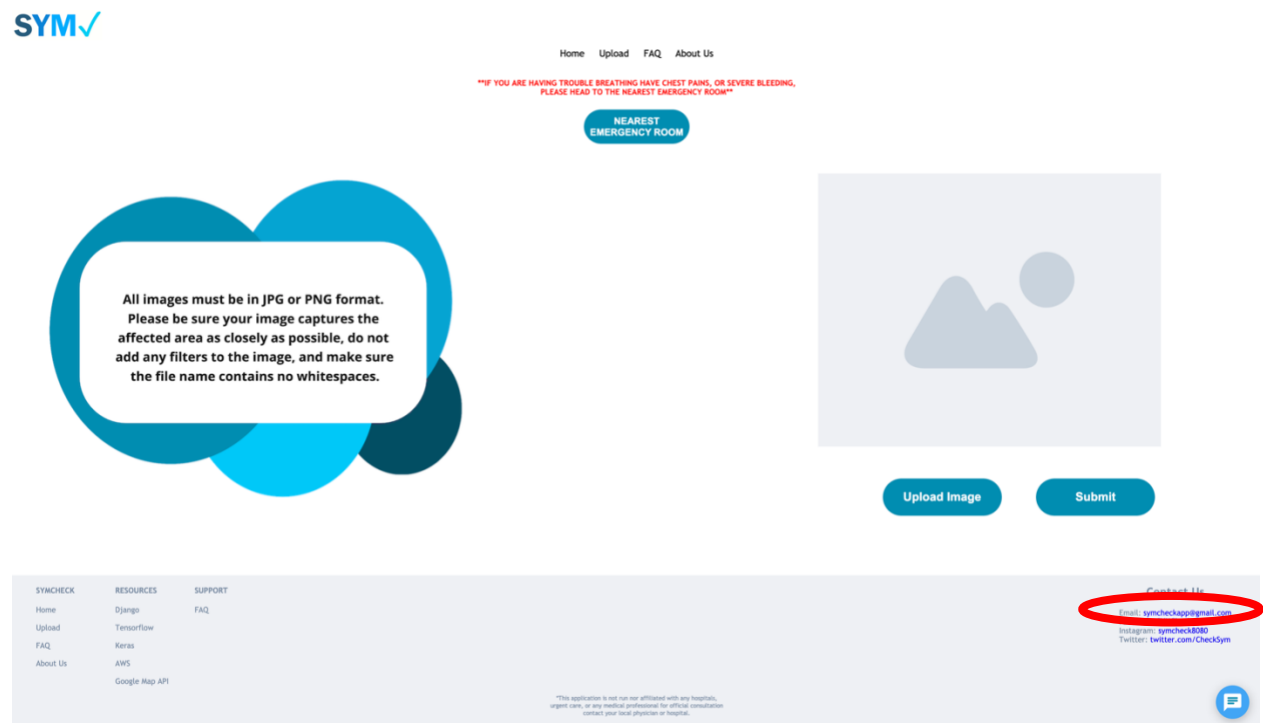 SYM✓
Home Upload FAQ About Us
**IF YOU ARE HAVING TROUBLE BREATHING HAVE CHEST PAINS, OR SEVERE BLEEDING,
PLEASE HEAD TO THE NEAREST EMERGENCY ROOM**
NEAREST
EMERGENCY ROOM
All images must be in JPG or PNG format.
Please be sure your image captures the
affected area as closely as possible, do not
add any filters to the image, and make sure
the file name contains no whitespaces.
Upload Image Submit
SYMCHECK RESOURCES SUPPORT
Home Django FAQ
Upload Tensorflow
FAQ Keras
About Us AWS
Google Map API
Contact Us
Email: symcheckapp@gmail.com
Instagram: symcheck8080
Twitter: twitter.com/CheckSym
*This application is not run nor affiliated with any hospitals,
urgent care, or any medical professional for official consultation
contact your local physician or hospital.